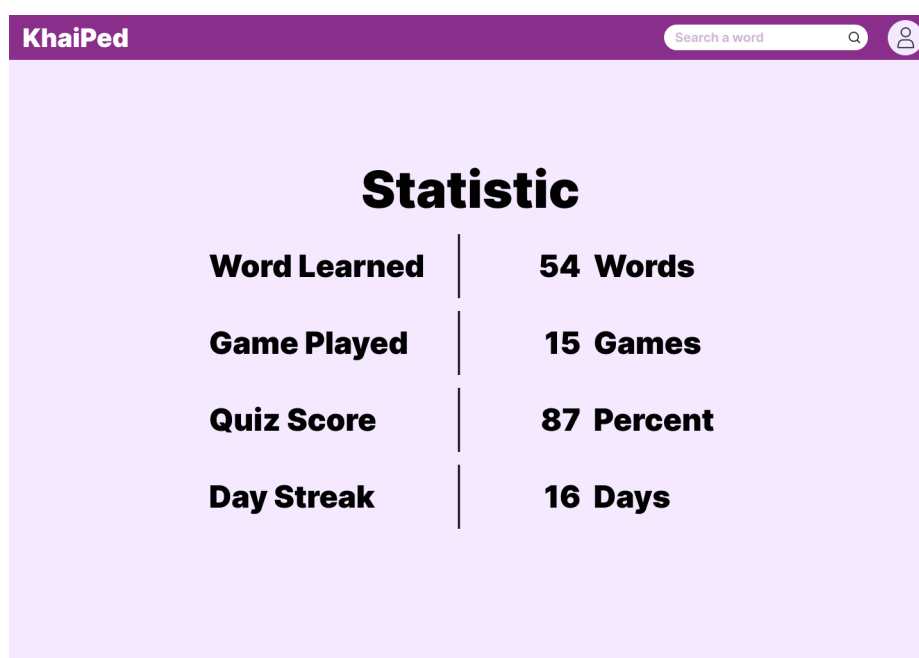 KhaiPed Search a word
Statistic
Word Learned 54 Words
Game Played 15 Games
Quiz Score 87 Percent
Day Streak 16 Days